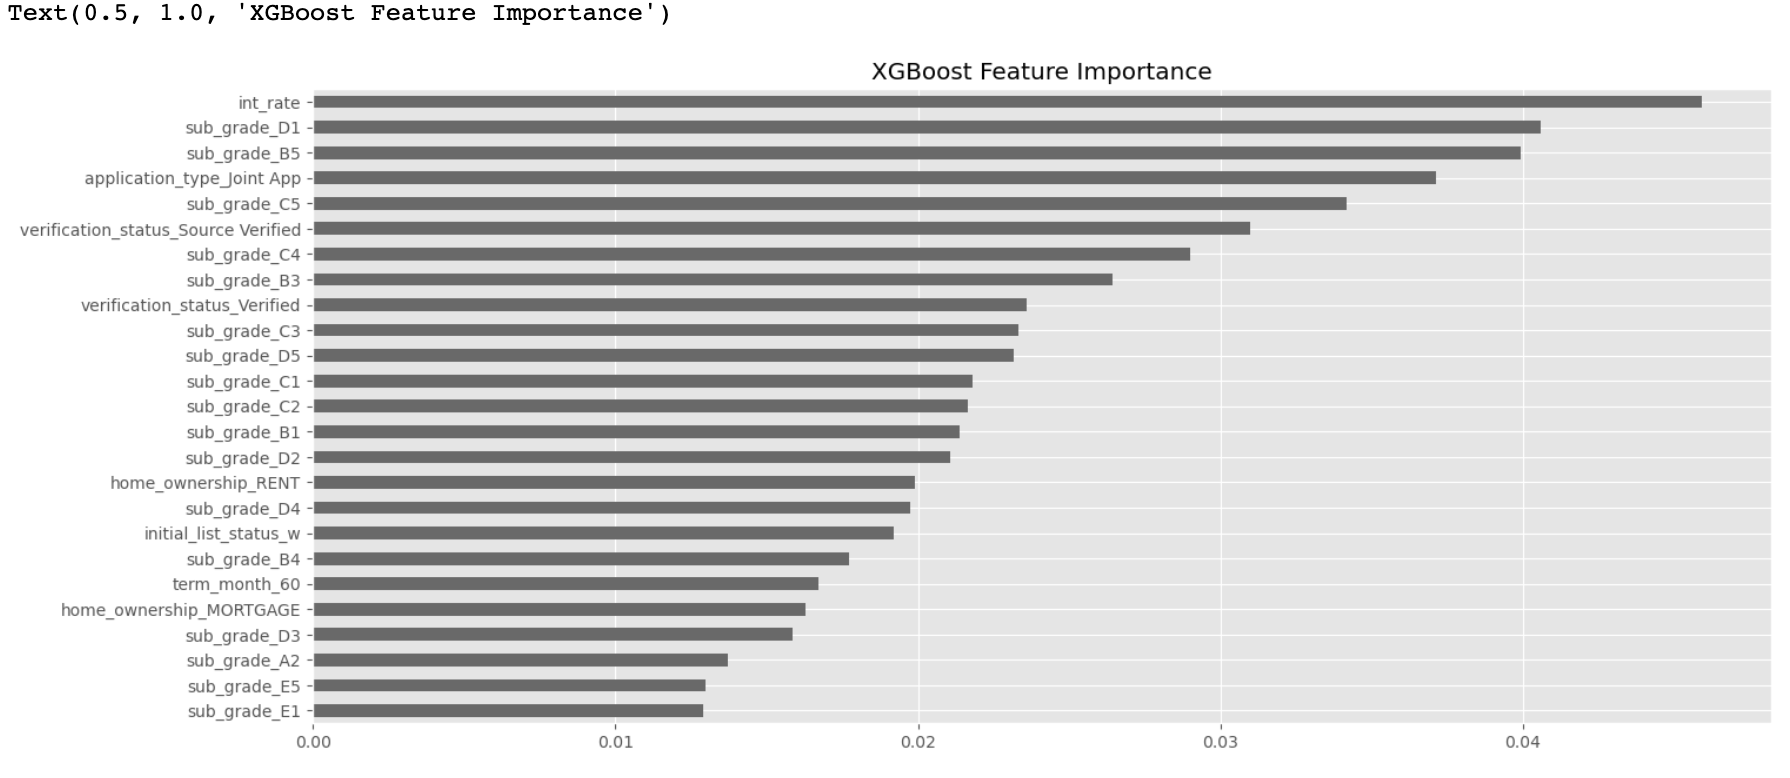 Text(0.5, 1.0, 'XGBoost Feature Importance')
XGBoost Feature Importance
int_rate
sub_grade_D1
sub_grade_B5
application_type_Joint App
sub_grade_C5
verification_status_Source Verified
sub_grade_C4
sub_grade_B3
verification_status_Verified
sub_grade_C3
sub_grade_D5
sub_grade_C1
sub_grade_C2
sub_grade_B1
sub_grade_D2
home_ownership_RENT
sub_grade_D4
initial_list_status_w
sub_grade_B4
term_month_60
home_ownership_MORTGAGE
sub_grade_D3
sub_grade_A2
sub_grade_E5
sub_grade_E1
0.00 0.01 0.02 0.03 0.04